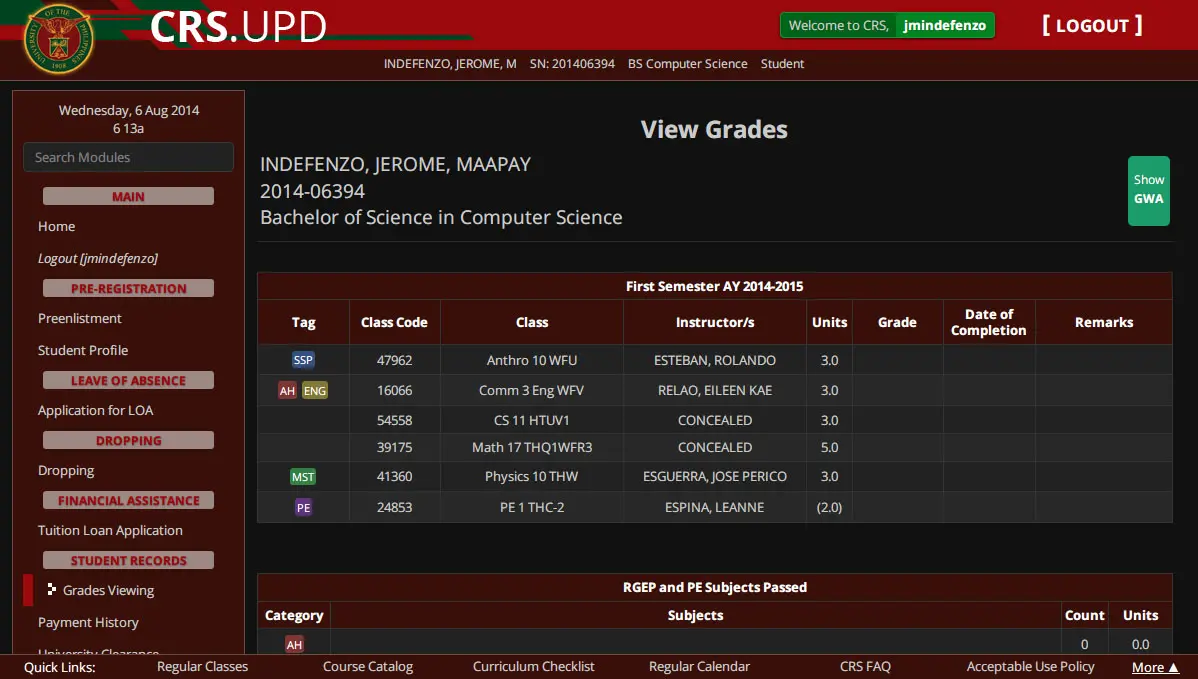 CRS.UPD
Welcome to CRS, jmindefenzo
[ LOGOUT ]
INDEFENZO, JEROME, M SN: 201406394 BS Computer Science Student
Wednesday, 6 Aug 2014
6 13a
Search Modules
MAIN
Home
Logout [jmindefenzo]
PRE-REGISTRATION
Preenlistment
Student Profile
LEAVE OF ABSENCE
Application for LOA
DROPPING
Dropping
FINANCIAL ASSISTANCE
Tuition Loan Application
STUDENT RECORDS
Grades Viewing
Payment History
University Clearance
View Grades
INDEFENZO, JEROME, MAAPAY
2014-06394
Bachelor of Science in Computer Science
Show
GWA
First Semester AY 2014-2015
Tag Class Code Class Instructor/s Units Grade Date of Completion Remarks
SSP 47962 Anthro 10 WFU ESTEBAN, ROLANDO 3.0
AH ENG 16066 Comm 3 Eng WFV RELAO, EILEEN KAE 3.0
54558 CS 11 HTUV1 CONCEALED 3.0
39175 Math 17 THQ1WFR3 CONCEALED 5.0
MST 41360 Physics 10 THW ESGUERRA, JOSE PERICO 3.0
PE 24853 PE 1 THC-2 ESPINA, LEANNE (2.0)
RGEP and PE Subjects Passed
Category Subjects Count Units
AH 0 0.0
Quick Links: Regular Classes Course Catalog Curriculum Checklist Regular Calendar CRS FAQ Acceptable Use Policy More ▲